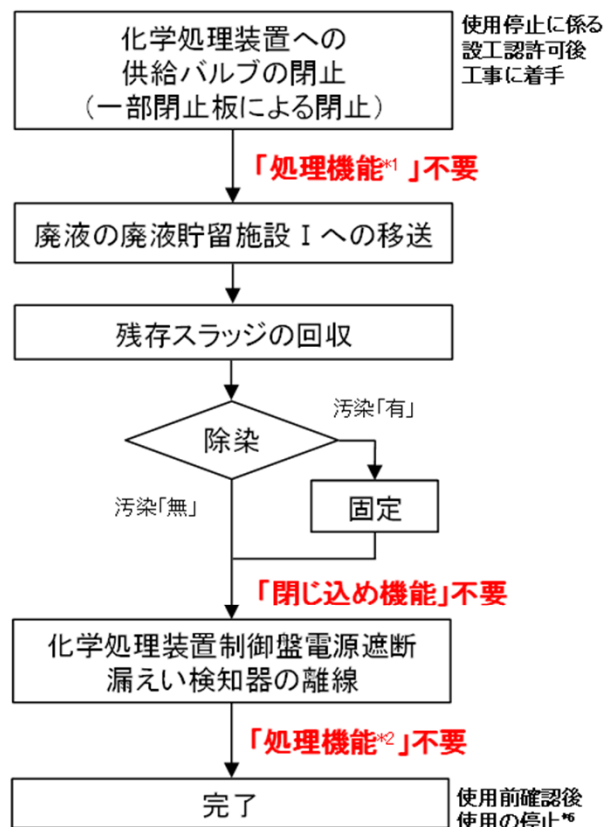 化学処理装置への
供給バルブの閉止
(一部閉止板による閉止)
使用停止に係る
設工認許可後
工事に着手
「処理機能*1」不要
廃液の廃液貯留施設Ⅰへの移送
残存スラッジの回収
除染
汚染「有」
汚染「無」
固定
「閉じ込め機能」不要
化学処理装置制御盤電源遮断
漏えい検知器の離線
「処理機能*2」不要
完了
使用前確認後
使用の停止*6